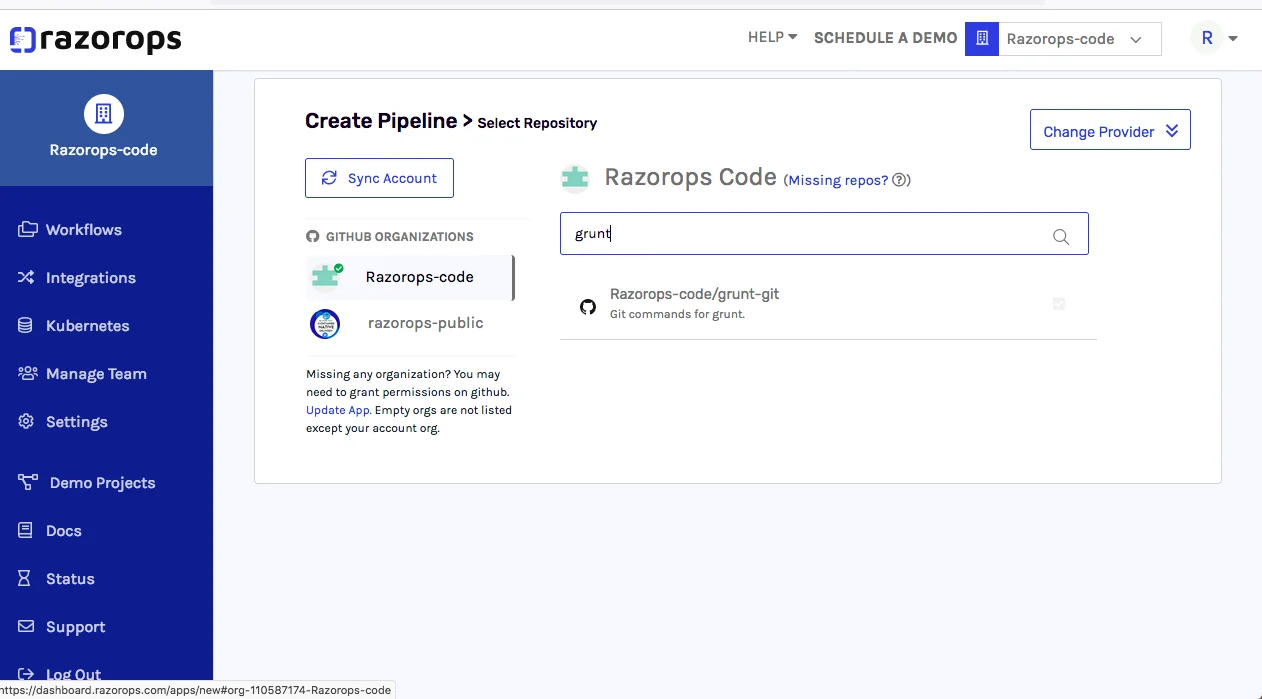 razorops
HELP
SCHEDULE A DEMO
Razorops-code
R
Razorops-code
Workflows
Integrations
Kubernetes
Manage Team
Settings
Demo Projects
Docs
Status
Support
Log Out
Create Pipeline > Select Repository
Change Provider
Sync Account
Razorops Code (Missing repos? ?)
GITHUB ORGANIZATIONS
grunt
Razorops-code
razorops-public
Razorops-code/grunt-git
Git commands for grunt.
Missing any organization? You may
need to grant permissions on github.
Update App. Empty orgs are not listed
except your account org.
https://dashboard.razorops.com/apps/new#org-110587174-Razorops-code